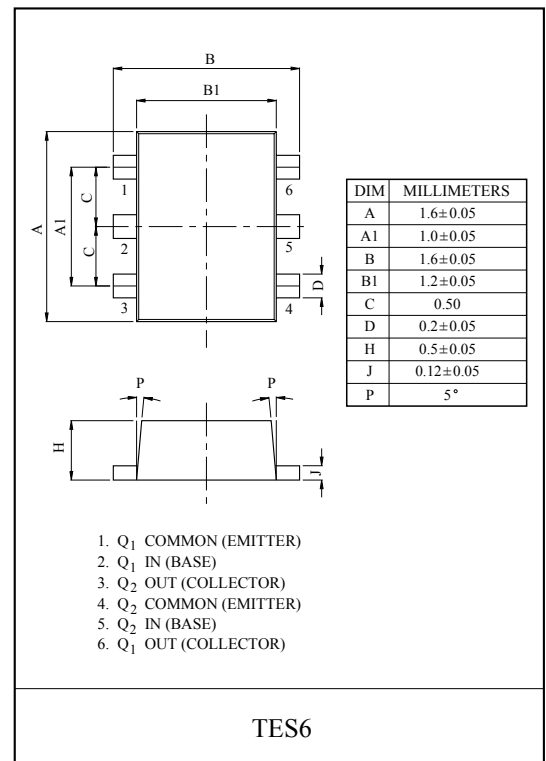 B
B1
A
A1
C
C
D
1
2
3
6
5
4
DIM MILLIMETERS
A 1.6±0.05
A1 1.0±0.05
B 1.6±0.05
B1 1.2±0.05
C 0.50
D 0.2±0.05
H 0.5±0.05
J 0.12±0.05
P 5°
P
P
H
J
1. Q1 COMMON (EMITTER)
2. Q1 IN (BASE)
3. Q2 OUT (COLLECTOR)
4. Q2 COMMON (EMITTER)
5. Q2 IN (BASE)
6. Q1 OUT (COLLECTOR)
TES6